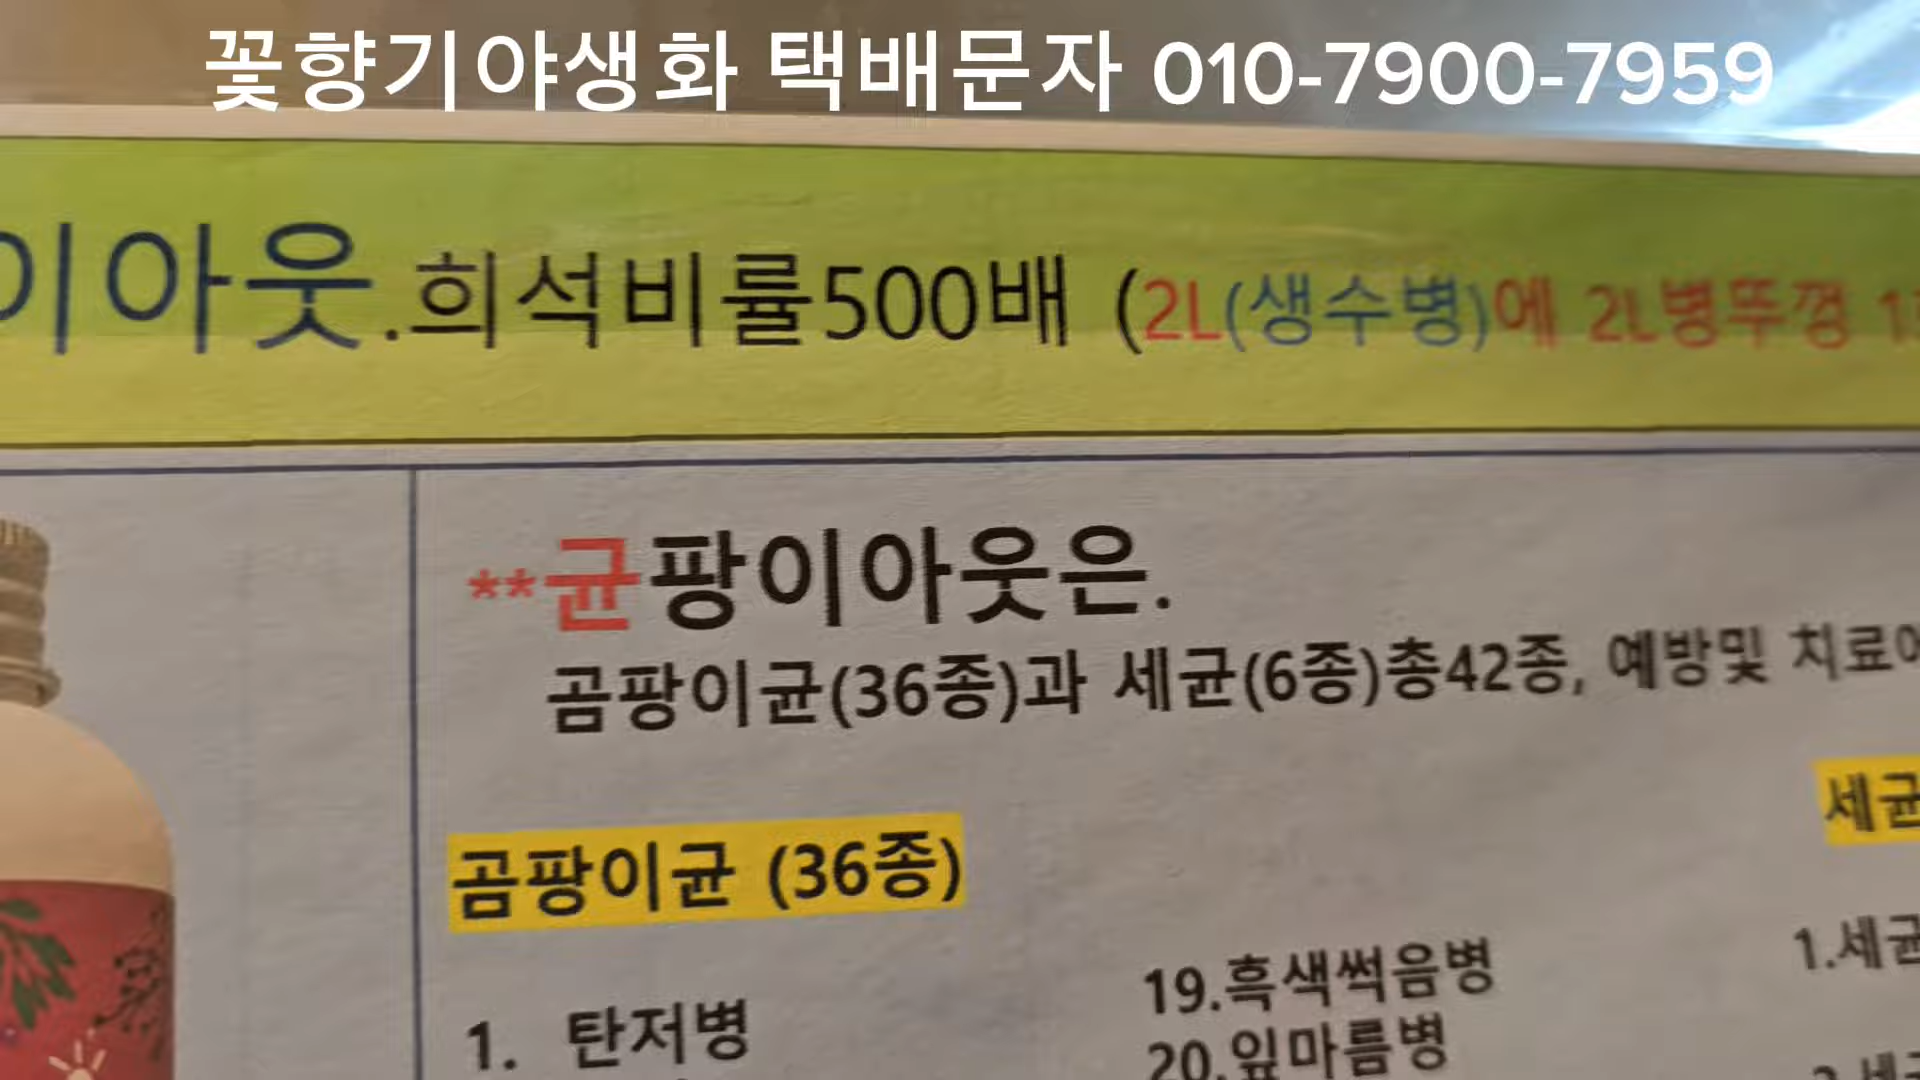 꽃향기야생화 택배문자 010-7900-7959
이아웃.희석비률500배 (2L(생수병)에 2L병뚜껑
**균팡이아웃은.
곰팡이균(36종)과 세균(6종)총42종, 예방및 치료에
곰팡이균 (36종)
세균
1. 탄저병
19.흑색썩음병
20.잎마름병
1.세균